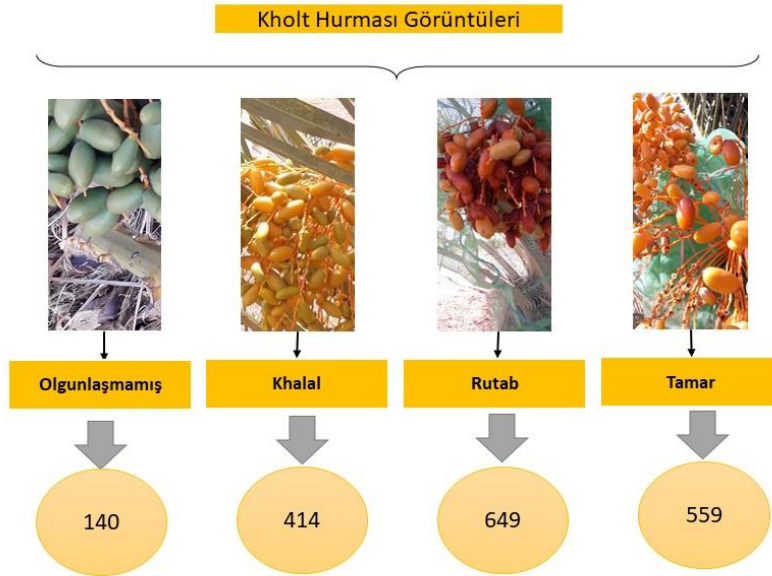 Kholt Hurması Görüntüleri
Olgunlaşmamış
Khalal
Rutab
Tamar
140
414
649
559